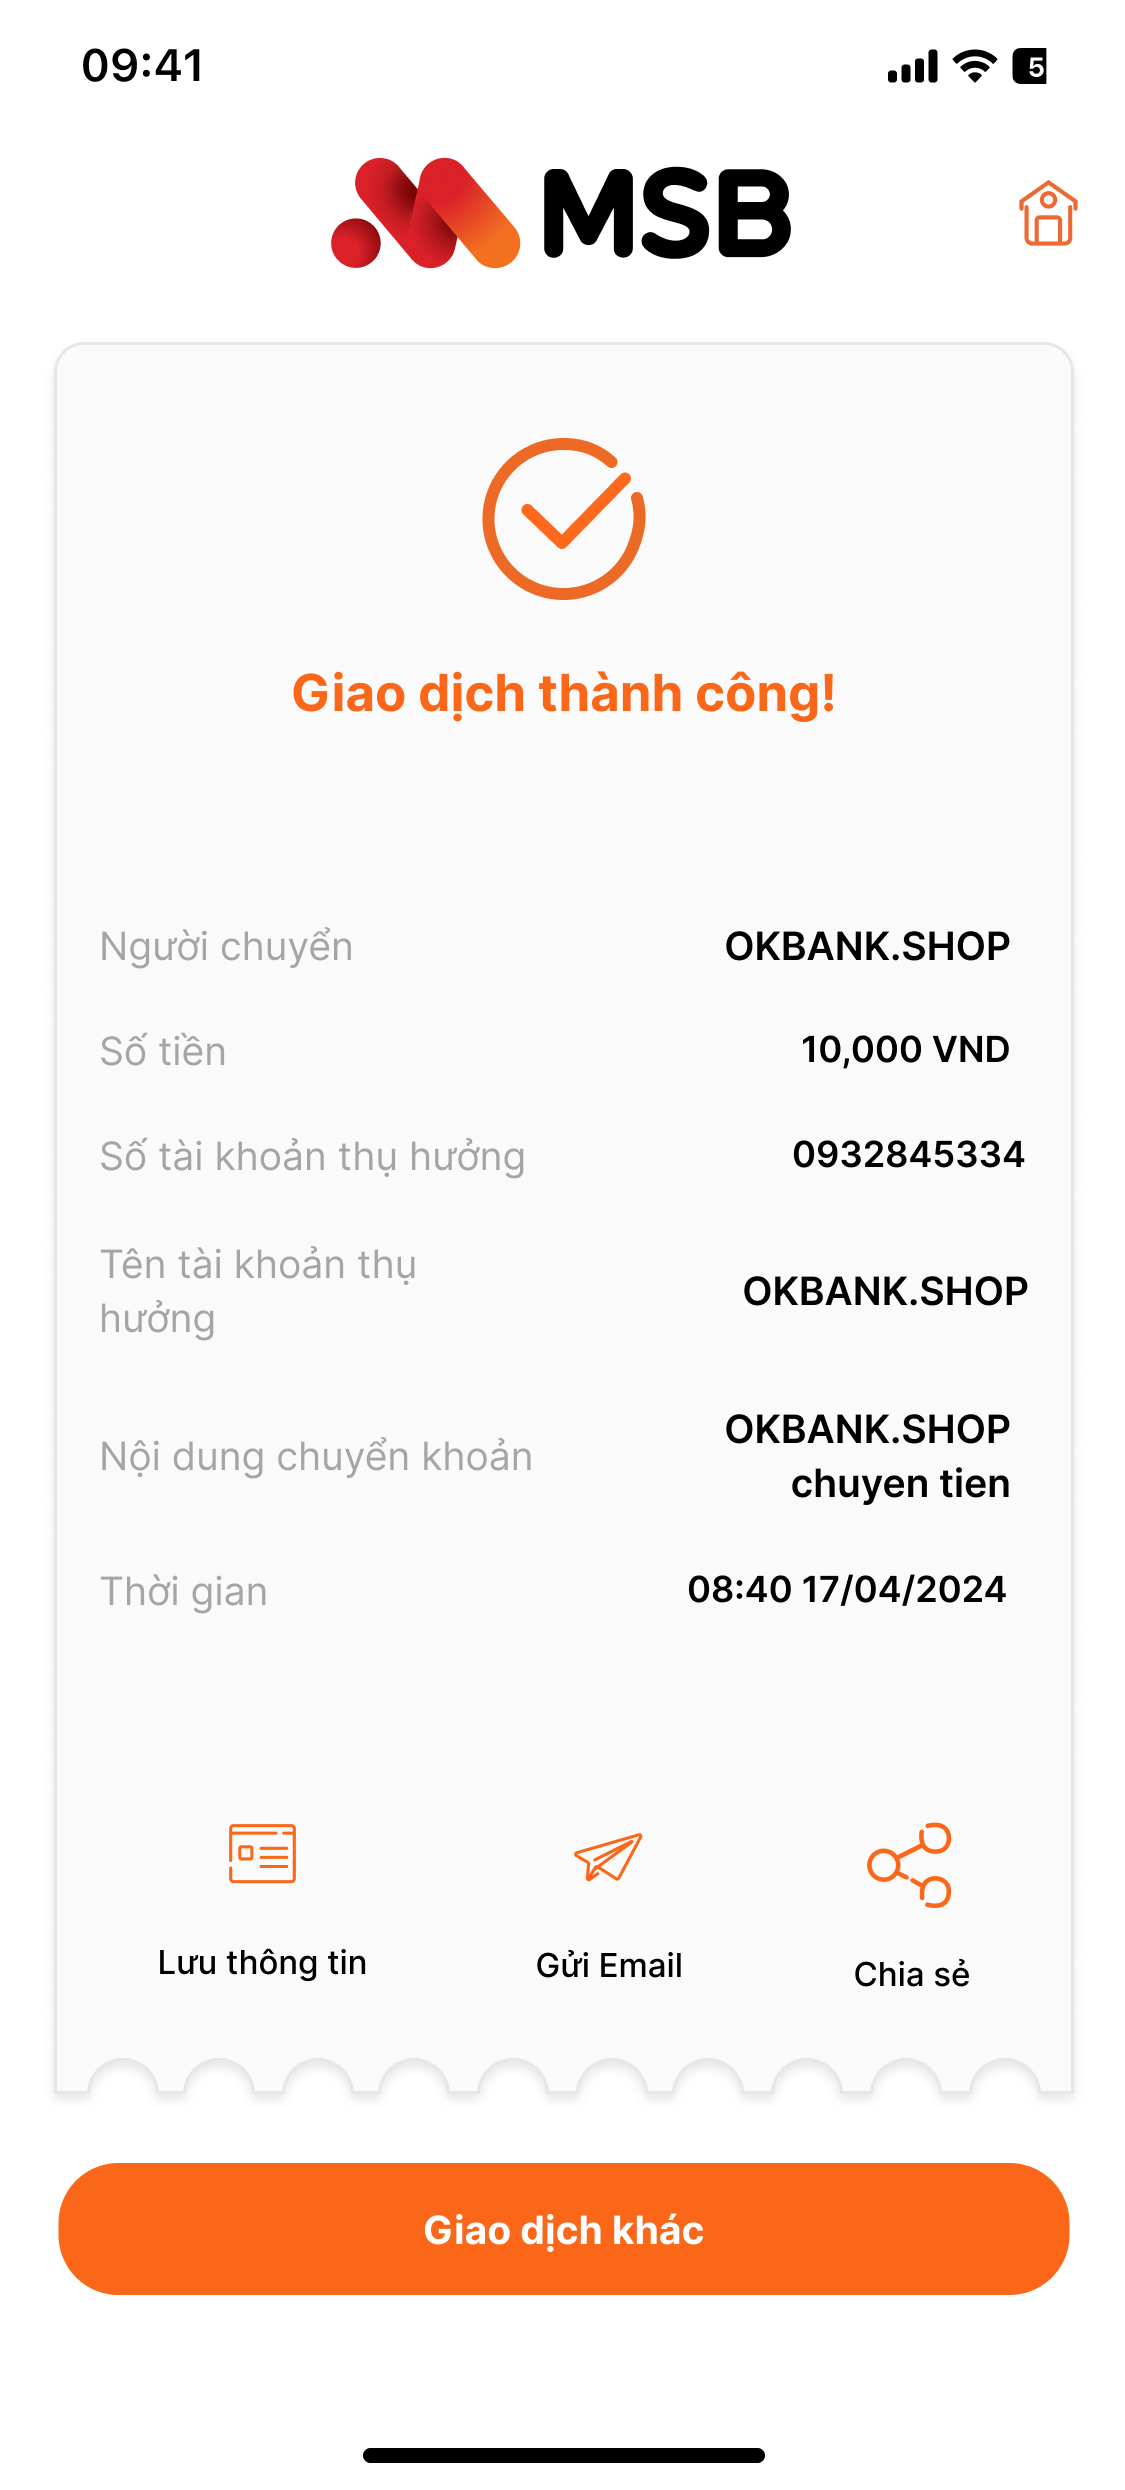 09:41
5
MSB
Giao dịch thành công!
Người chuyển OKBANK.SHOP
Số tiền 10,000 VND
Số tài khoản thụ hưởng 0932845334
Tên tài khoản thụ
hưởng
OKBANK.SHOP
Nội dung chuyển khoản
OKBANK.SHOP
chuyen tien
Thời gian 08:40 17/04/2024
Lưu thông tin
Gửi Email
Chia sẻ
Giao dịch khác